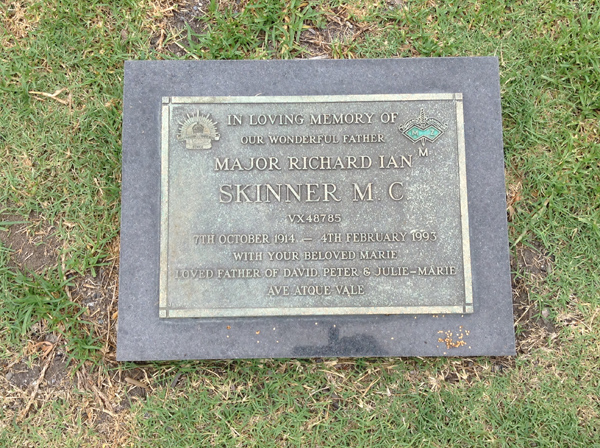 IN LOVING MEMORY OF
OUR WONDERFUL FATHER
MAJOR RICHARD IAN
SKINNER M. C.
VX48785
7TH OCTOBER 1914 — 4TH FEBRUARY 1993
WITH YOUR BELOVED MARIE
LOVED FATHER OF DAVID PETER & JULIE-MARIE
AVE ATQUE VALE
M